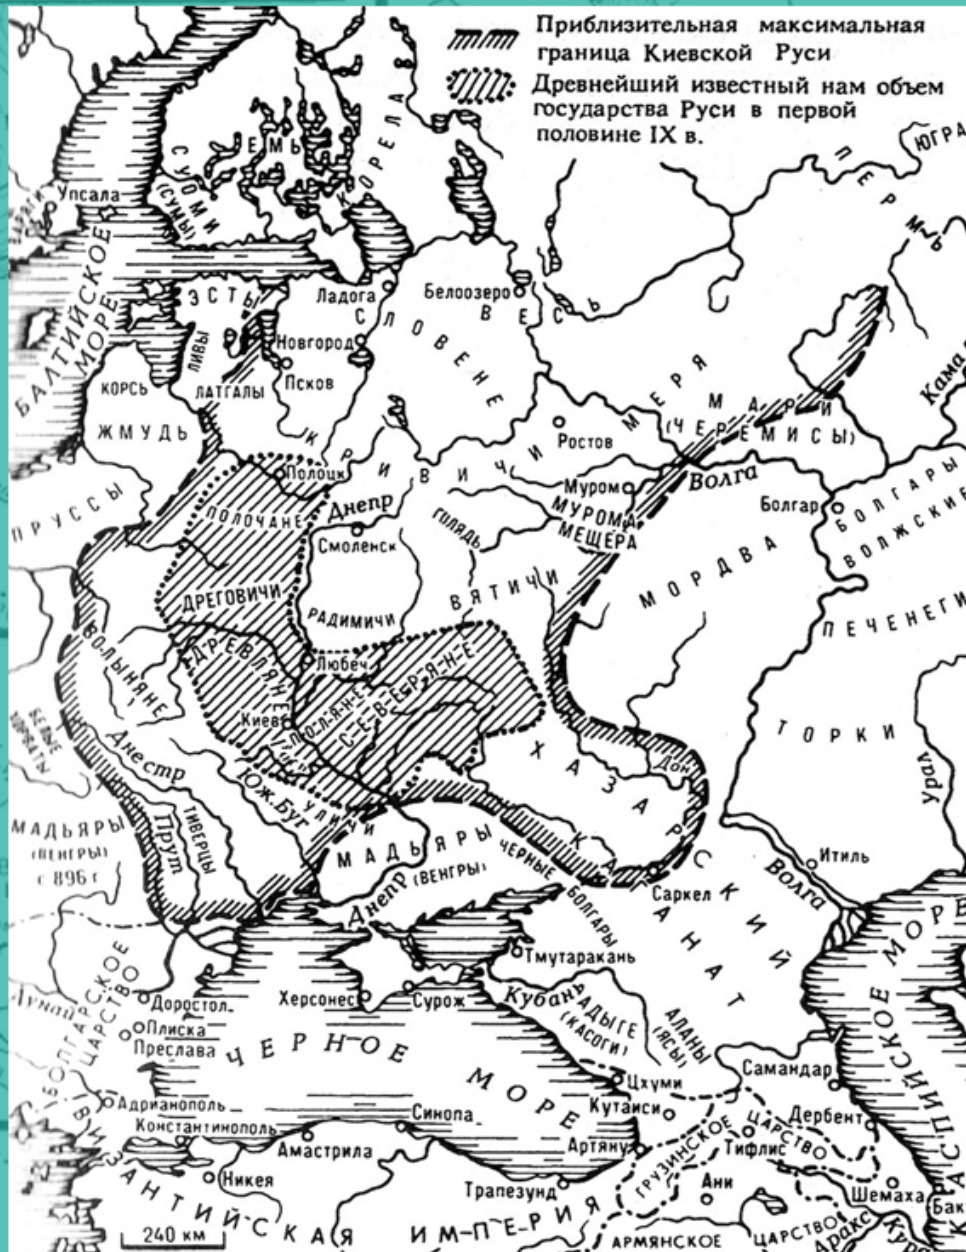 Приблизительная максимальная
граница Киевской Руси
Древнейший известный нам объем
государства Руси в первой
половине IX в.
ЮГРА
ПЕРМЬ
ЕМЬ
КОРЕЛА
СУОМИ
(СУМЬ)
Упсала
БАЛТИЙСКОЕ
МОРЕ
ЭСТЫ
Ладога
Белоозеро
ВЕСЬ
СЛОВЕНЕ
ЛИВЫ
Новгород
Псков
КОРСЬ
ЛАТГАЛЫ
ЖМУДЬ
МЕРЯ
МАРИ
(ЧЕРЕМИСЫ)
Кама
Ростов
КРИВИЧИ
Полоцк
Муром
Волга
Болгар
БОЛГАРЫ
ВОЛЖСКИЕ
ПРУССЫ
ПОЛОЧАНЕ
Днепр
Смоленск
ГОЛЯДЬ
МУРОМА
МЕЩЕРА
МОРДВА
ВЯТИЧИ
ДРЕГОВИЧИ
РАДИМИЧИ
ПЕЧЕНЕГИ
ВОЛЫНЯНЕ
ДРЕВЛЯНЕ
Любеч
ПОЛЯНЕ
СЕВЕРЯНЕ
Киев
БЕЛЫЕ
ХОРВАТЫ
ТОРКИ
Урал
Днестр
Юж. Буг
УЛИЧИ
Дон
ХАЗАРСКИЙ
КАГАНАТ
МАДЬЯРЫ
(ВЕНГРЫ)
с 896 г
Прут
ТИВЕРЦЫ
МАДЬЯРЫ
(ВЕНГРЫ)
ЧЕРНЫЕ
БОЛГАРЫ
Днепр
Саркел
Итиль
Волга
Тмутаракань
Дунай
БОЛГАРСКОЕ
ЦАРСТВО
Доростол
Плиска
Преслава
Херсонес
Сурож
Кубань
АДЫГЕ
(КАСОГИ)
АЛАНЫ
(ЯСЫ)
КАСПИЙСКОЕ МОРЕ
ЧЕРНОЕ МОРЕ
Цхуми
Самандар
Адрианополь
Константинополь
Синопа
Кутаиси
Дербент
Амастрила
Артяну
ГРУЗИНСКОЕ
ЦАРСТВО
Тифлис
Никея
Трапезунд
Ани
Шемаха
Бак
ВИЗАНТИЙСКАЯ ИМПЕРИЯ
АРМЯНСКОЕ ЦАРСТВО
Аракс
Кур
240 км